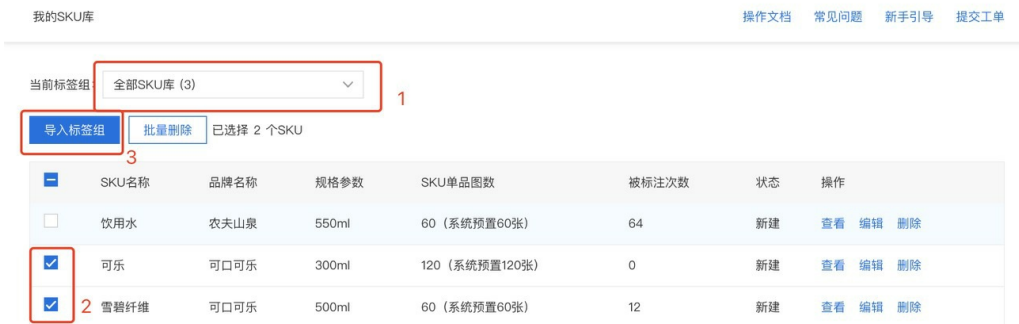 我的SKU库 操作文档 常见问题 新手引导 提交工单
当前标签组: 全部SKU库 (3) 1
导入标签组 批量删除 已选择 2 个SKU
3
SKU名称 品牌名称 规格参数 SKU单品图数 被标注次数 状态 操作
饮用水 农夫山泉 550ml 60（系统预置60张） 64 新建 查看 编辑 删除
可乐 可口可乐 300ml 120（系统预置120张） 0 新建 查看 编辑 删除
2 雪碧纤维 可口可乐 500ml 60（系统预置60张） 12 新建 查看 编辑 删除